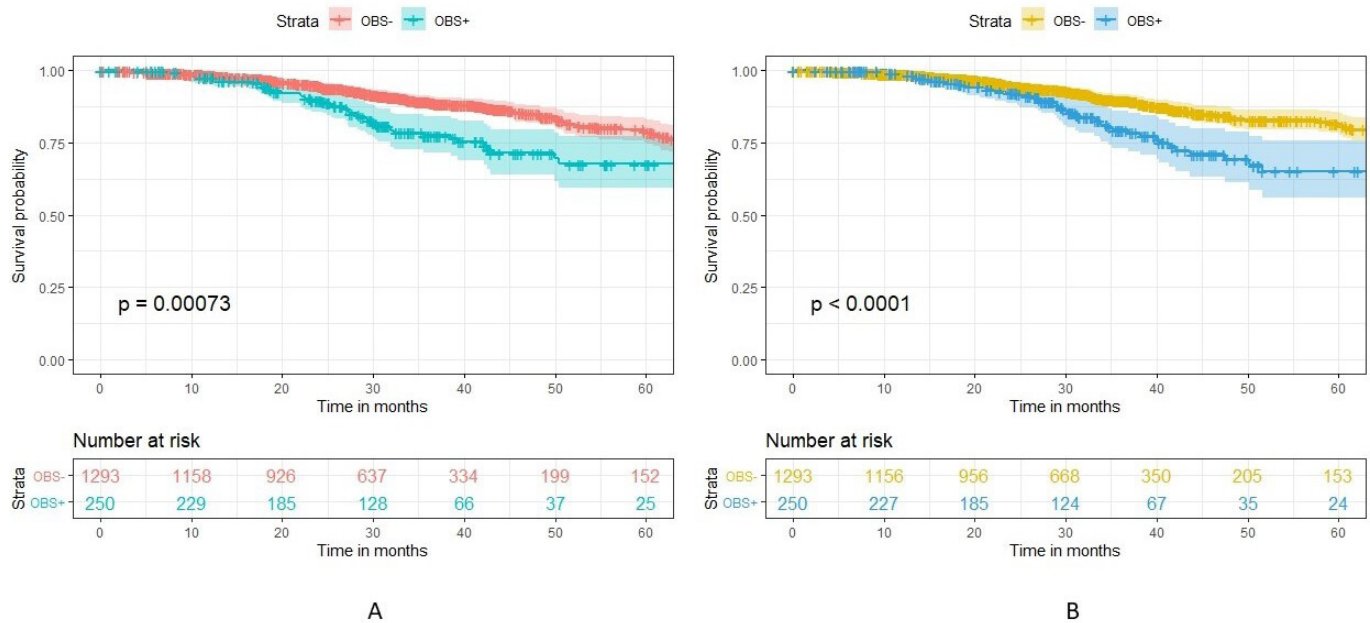 Strata OBS- OBS+
1.00
0.75
0.50
0.25
0.00
Survival probability
p = 0.00073
0 10 20 30 40 50 60
Time in months
Number at risk
Strata
OBS- 1293 1158 926 637 334 199 152
OBS+ 250 229 185 128 66 37 25
0 10 20 30 40 50 60
Time in months
A
Strata OBS- OBS+
1.00
0.75
0.50
0.25
0.00
Survival probability
p < 0.0001
0 10 20 30 40 50 60
Time in months
Number at risk
Strata
OBS- 1293 1156 956 668 350 205 153
OBS+ 250 227 185 124 67 35 24
0 10 20 30 40 50 60
Time in months
B